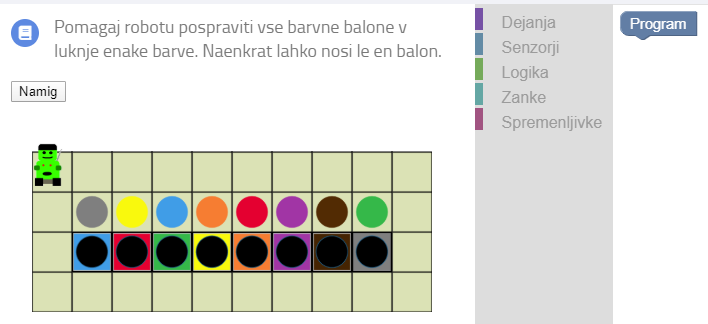 Pomagaj robotu pospraviti vse barvne balone v
luknje enake barve. Naenkrat lahko nosi le en balon.
Namig
Dejanja
Senzorji
Logika
Zanke
Spremenljivke
Program